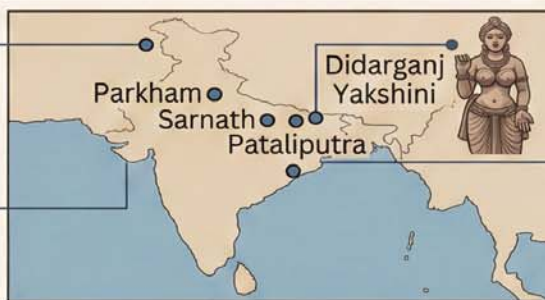 Didarganj
Yakshini
Parkham
Sarnath
Pataliputra